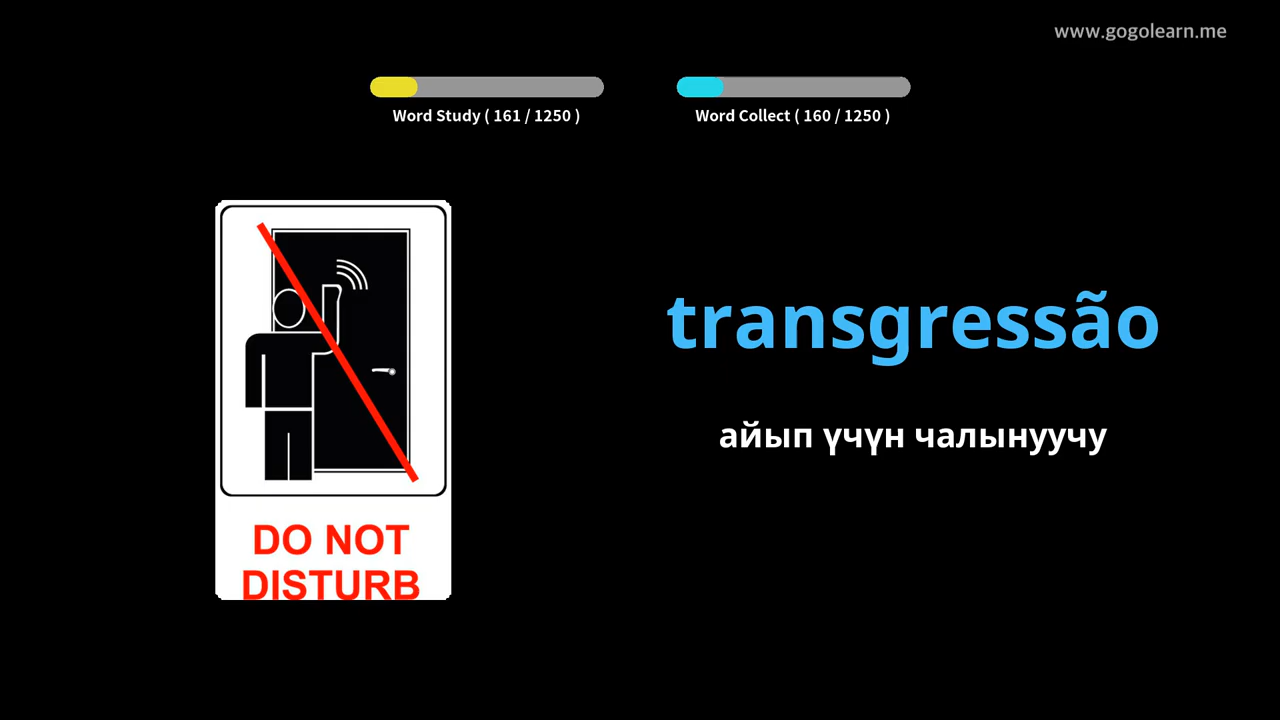 www.gogolearn.me
Word Study ( 161 / 1250 )
Word Collect ( 160 / 1250 )
transgressão
айып үчүн чалынуучу
DO NOT
DISTURB